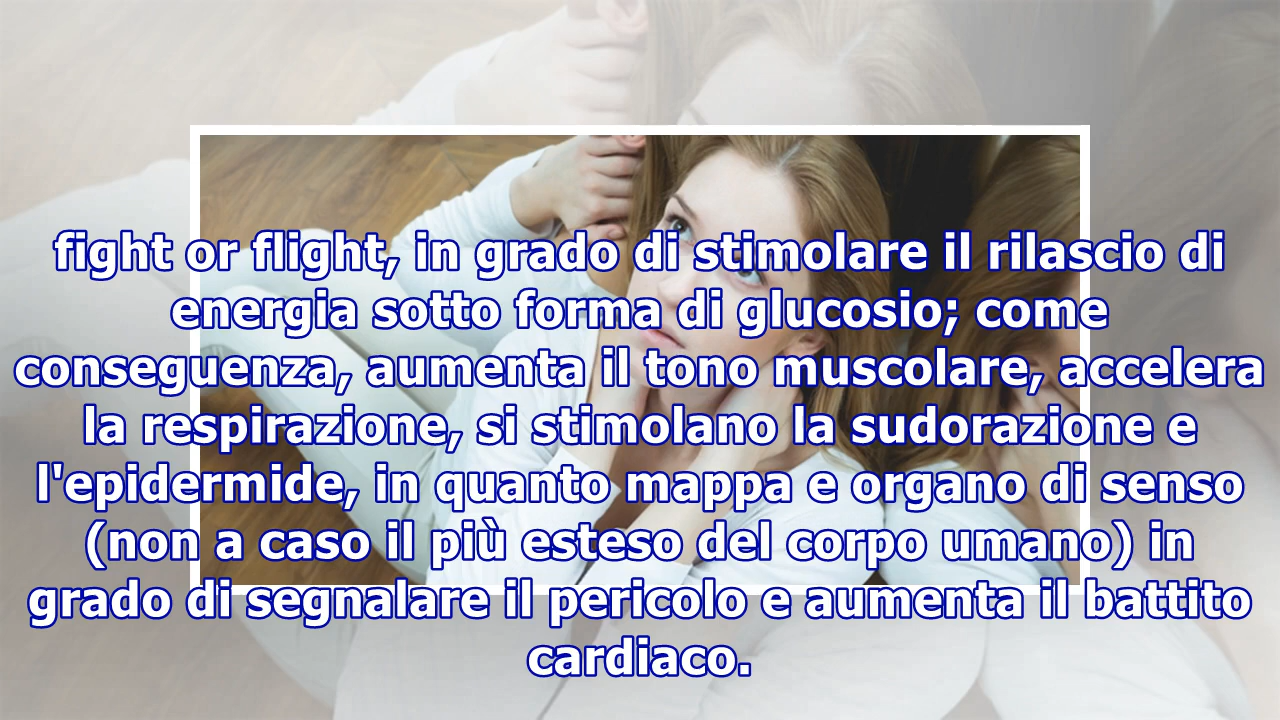 fight or flight, in grado di stimolare il rilascio di
energia sotto forma di glucosio; come
conseguenza, aumenta il tono muscolare, accelera
la respirazione, si stimolano la sudorazione e
l'epidermide, in quanto mappa e organo di senso
(non a caso il più esteso del corpo umano) in
grado di segnalare il pericolo e aumenta il battito
cardiaco.